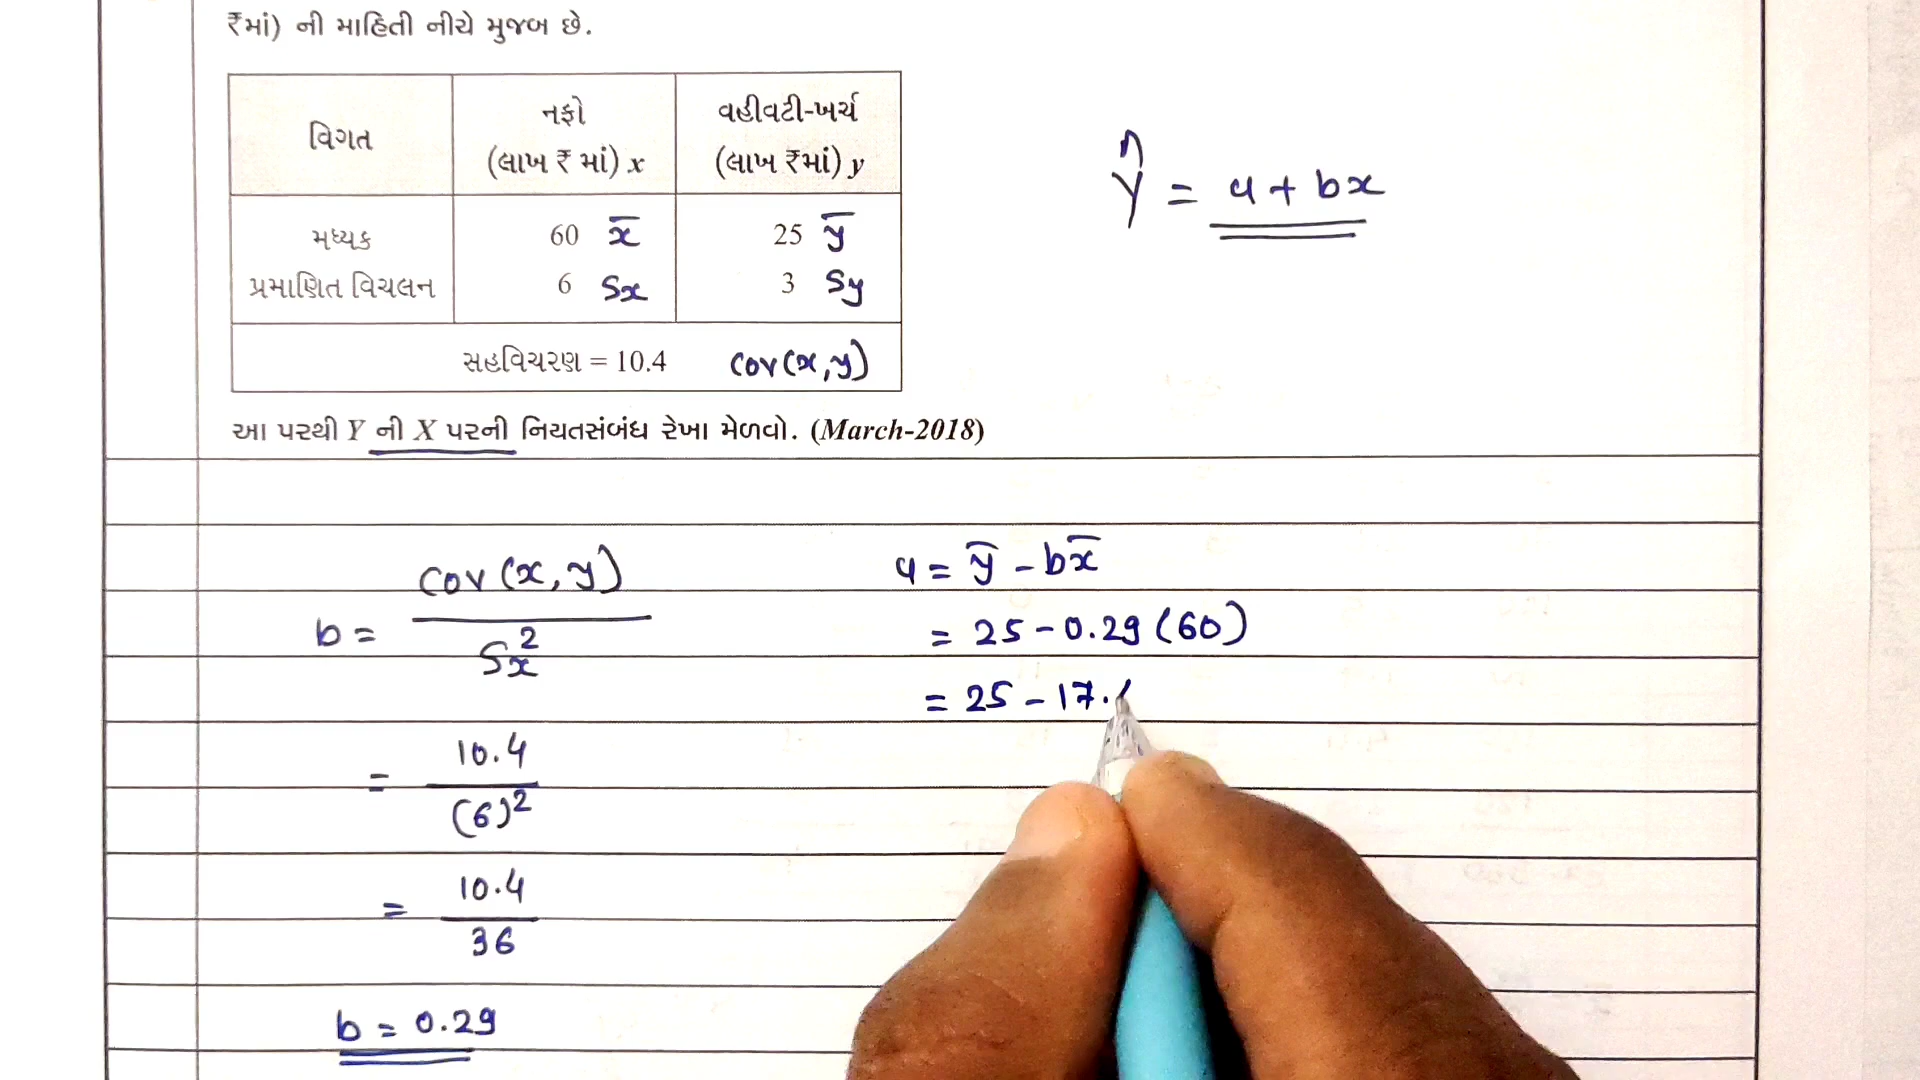 ₹માં) ની માહિતી નીચે મુજબ છે.
વિગત
નફો
(લાખ ₹ માં) x
વહીવટી-ખર્ચ
(લાખ ₹માં) y
મધ્યક 60 x̄ 25 ȳ
પ્રમાણિત વિચલન 6 Sx 3 Sy
સહવિચરણ = 10.4 cov(x,y)
Ŷ = a + bx
આ પરથી Y ની X પરની નિયતસંબંધ રેખા મેળવો. (March-2018)
b = cov(x,y) / Sx²
= 10.4 / (6)²
= 10.4 / 36
b = 0.29
a = ȳ - bx̄
= 25 - 0.29(60)
= 25 - 17.